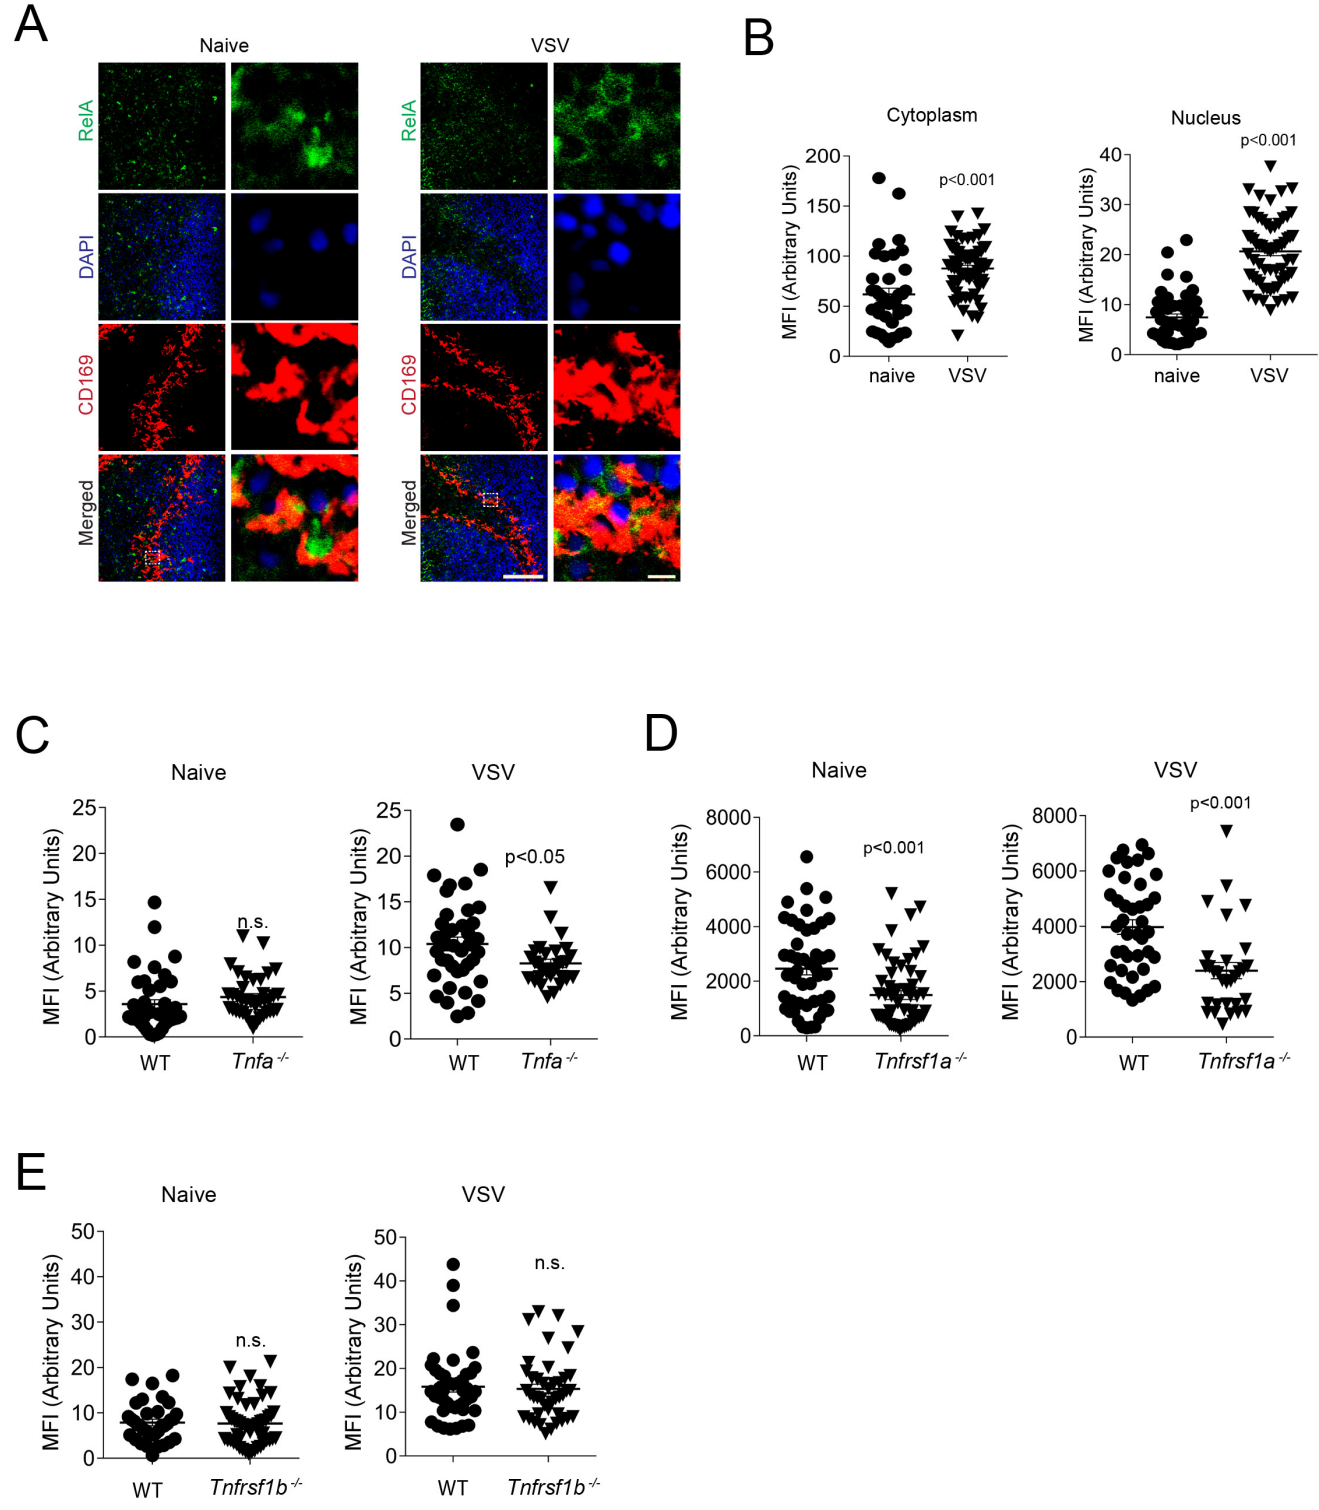 A
Naive
VSV
RelA
RelA
DAPI
DAPI
CD169
CD169
Merged
Merged
B
Cytoplasm
MFI (Arbitrary Units)
200
150
100
50
0
p<0.001
naive
VSV
Nucleus
MFI (Arbitrary Units)
40
30
20
10
0
p<0.001
naive
VSV
C
Naive
MFI (Arbitrary Units)
25
20
15
10
5
0
n.s.
WT
Tnfa -/-
VSV
MFI (Arbitrary Units)
25
20
15
10
5
0
p<0.05
WT
Tnfa -/-
D
Naive
MFI (Arbitrary Units)
8000
6000
4000
2000
0
p<0.001
WT
Tnfrsf1a -/-
VSV
MFI (Arbitrary Units)
8000
6000
4000
2000
0
p<0.001
WT
Tnfrsf1a -/-
E
Naive
MFI (Arbitrary Units)
50
40
30
20
10
0
n.s.
WT
Tnfrsf1b -/-
VSV
MFI (Arbitrary Units)
50
40
30
20
10
0
n.s.
WT
Tnfrsf1b -/-